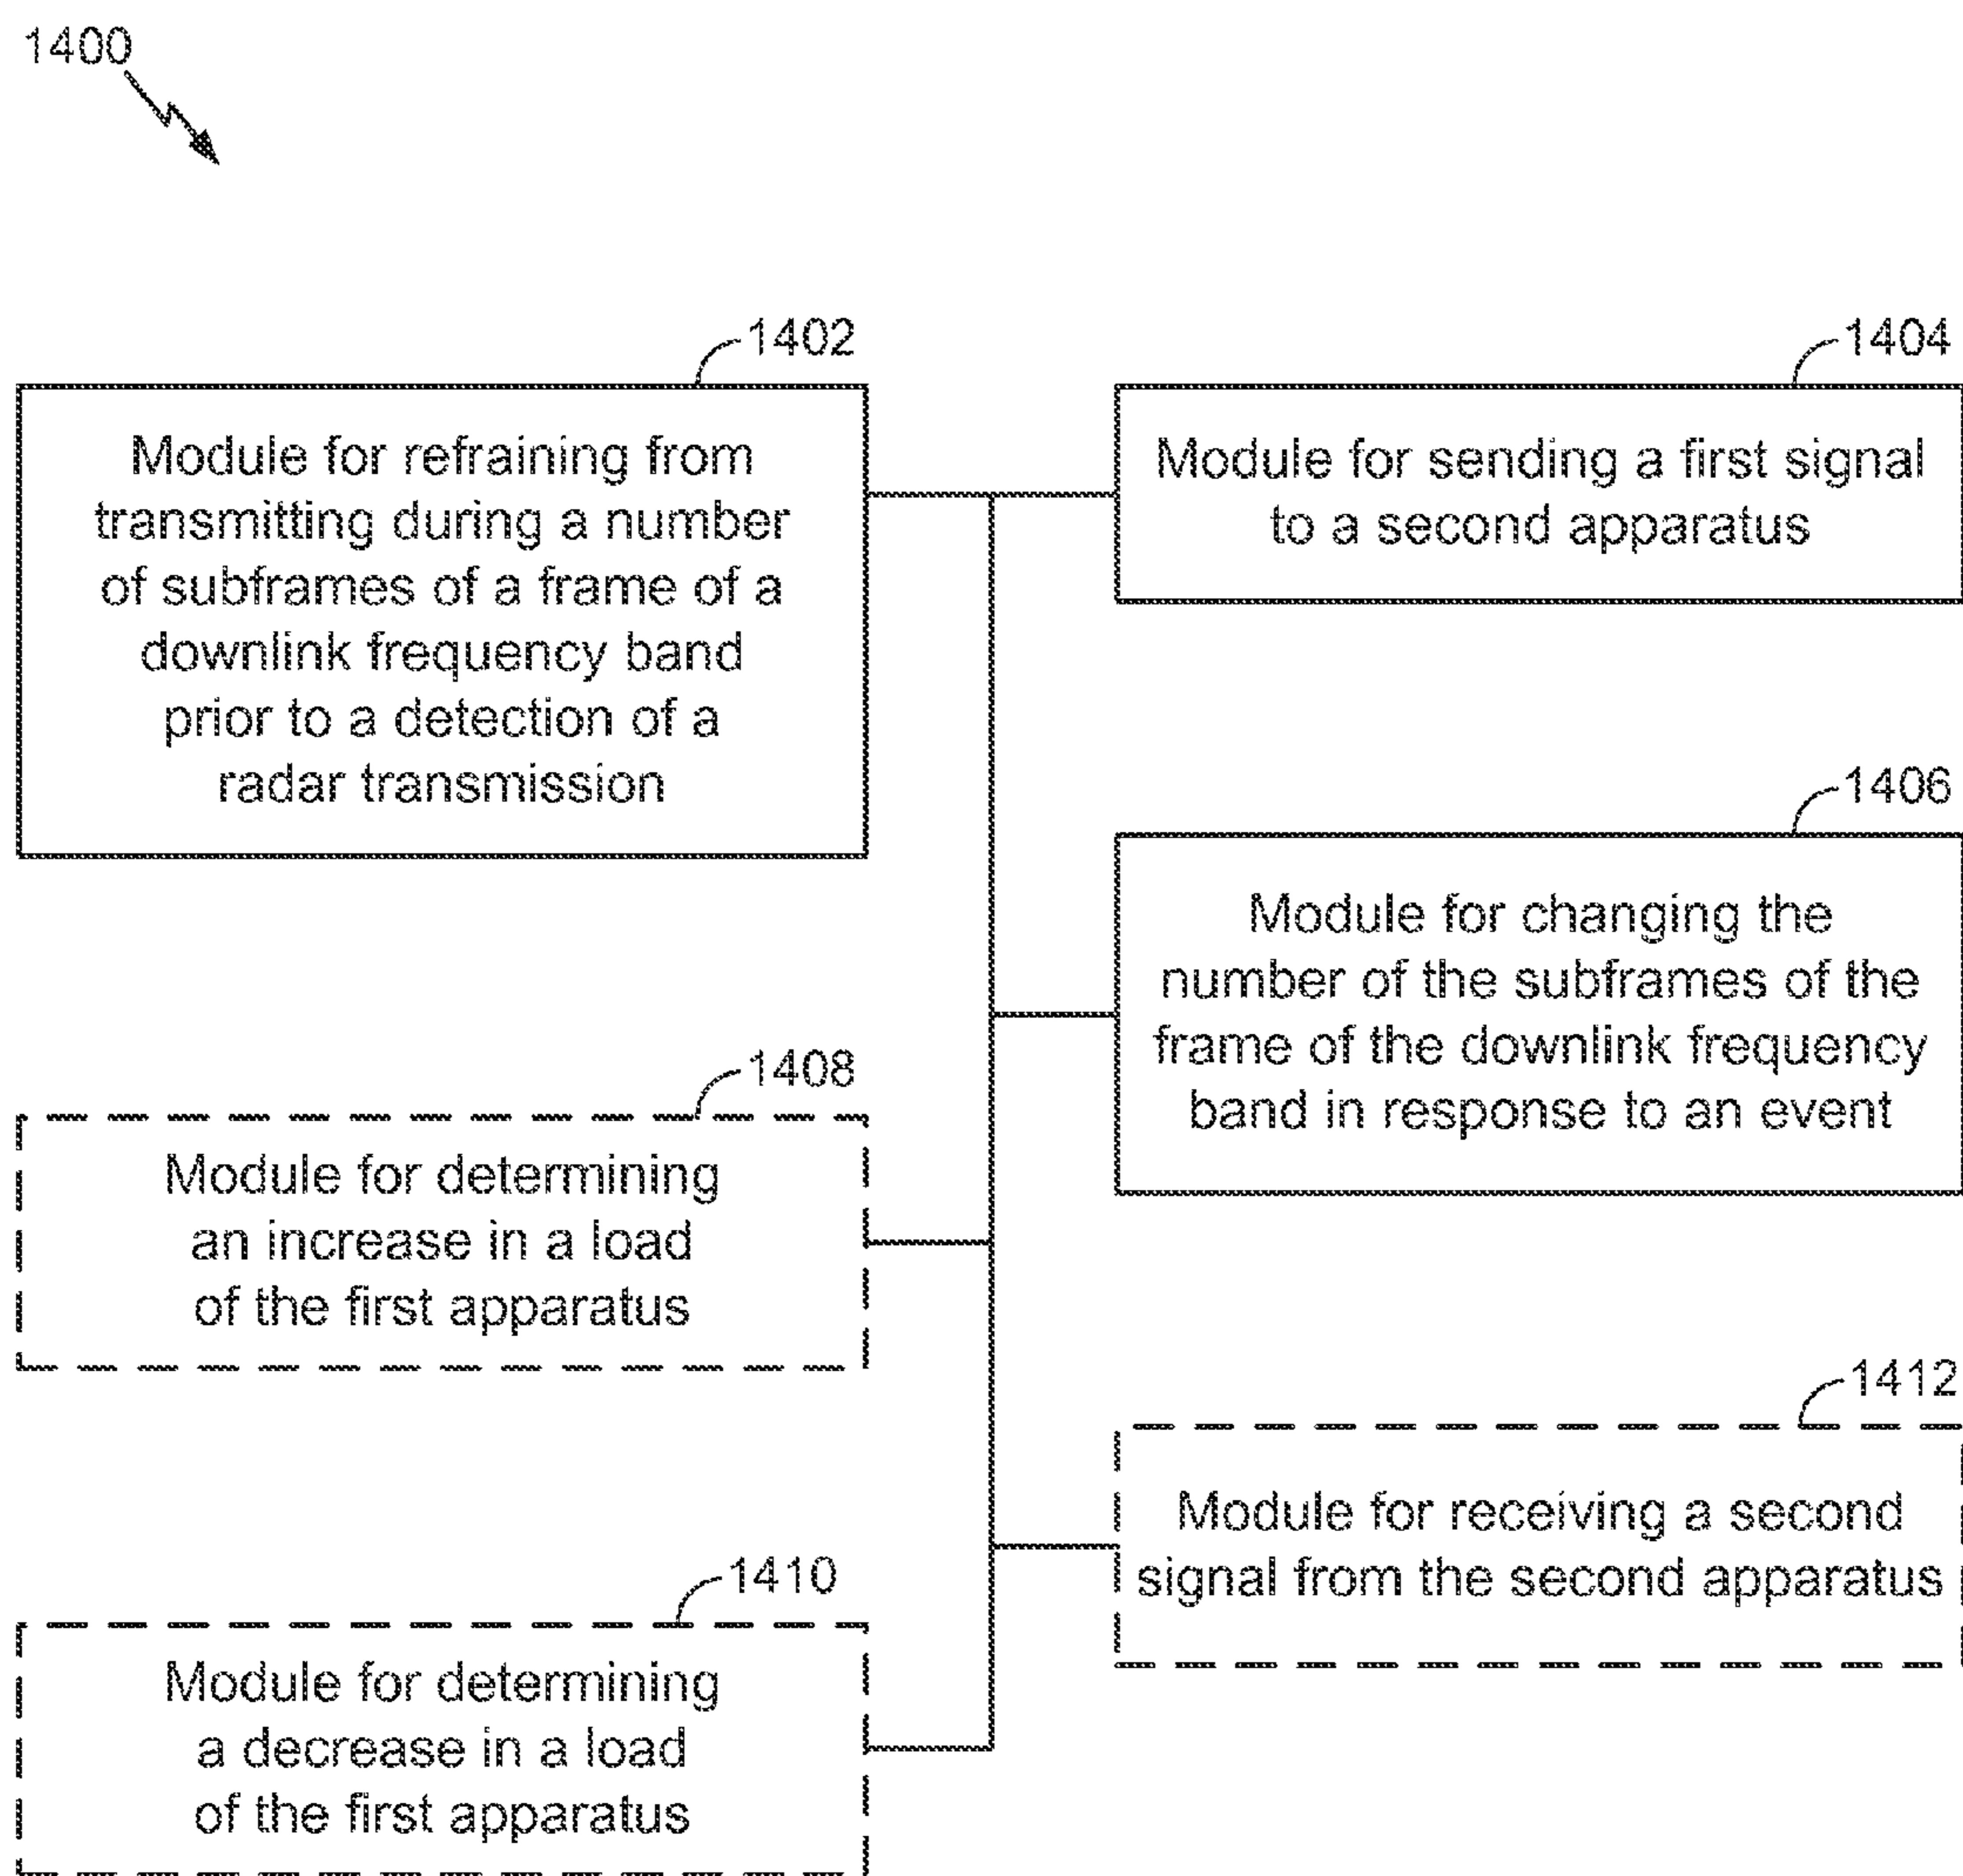 1400
1402
Module for refraining from
transmitting during a number
of subframes of a frame of a
downlink frequency band
prior to a detection of a
radar transmission
1404
Module for sending a first signal
to a second apparatus
1406
Module for changing the
number of the subframes of the
frame of the downlink frequency
band in response to an event
1408
Module for determining
an increase in a load
of the first apparatus
1412
Module for receiving a second
signal from the second apparatus
1410
Module for determining
a decrease in a load
of the first apparatus